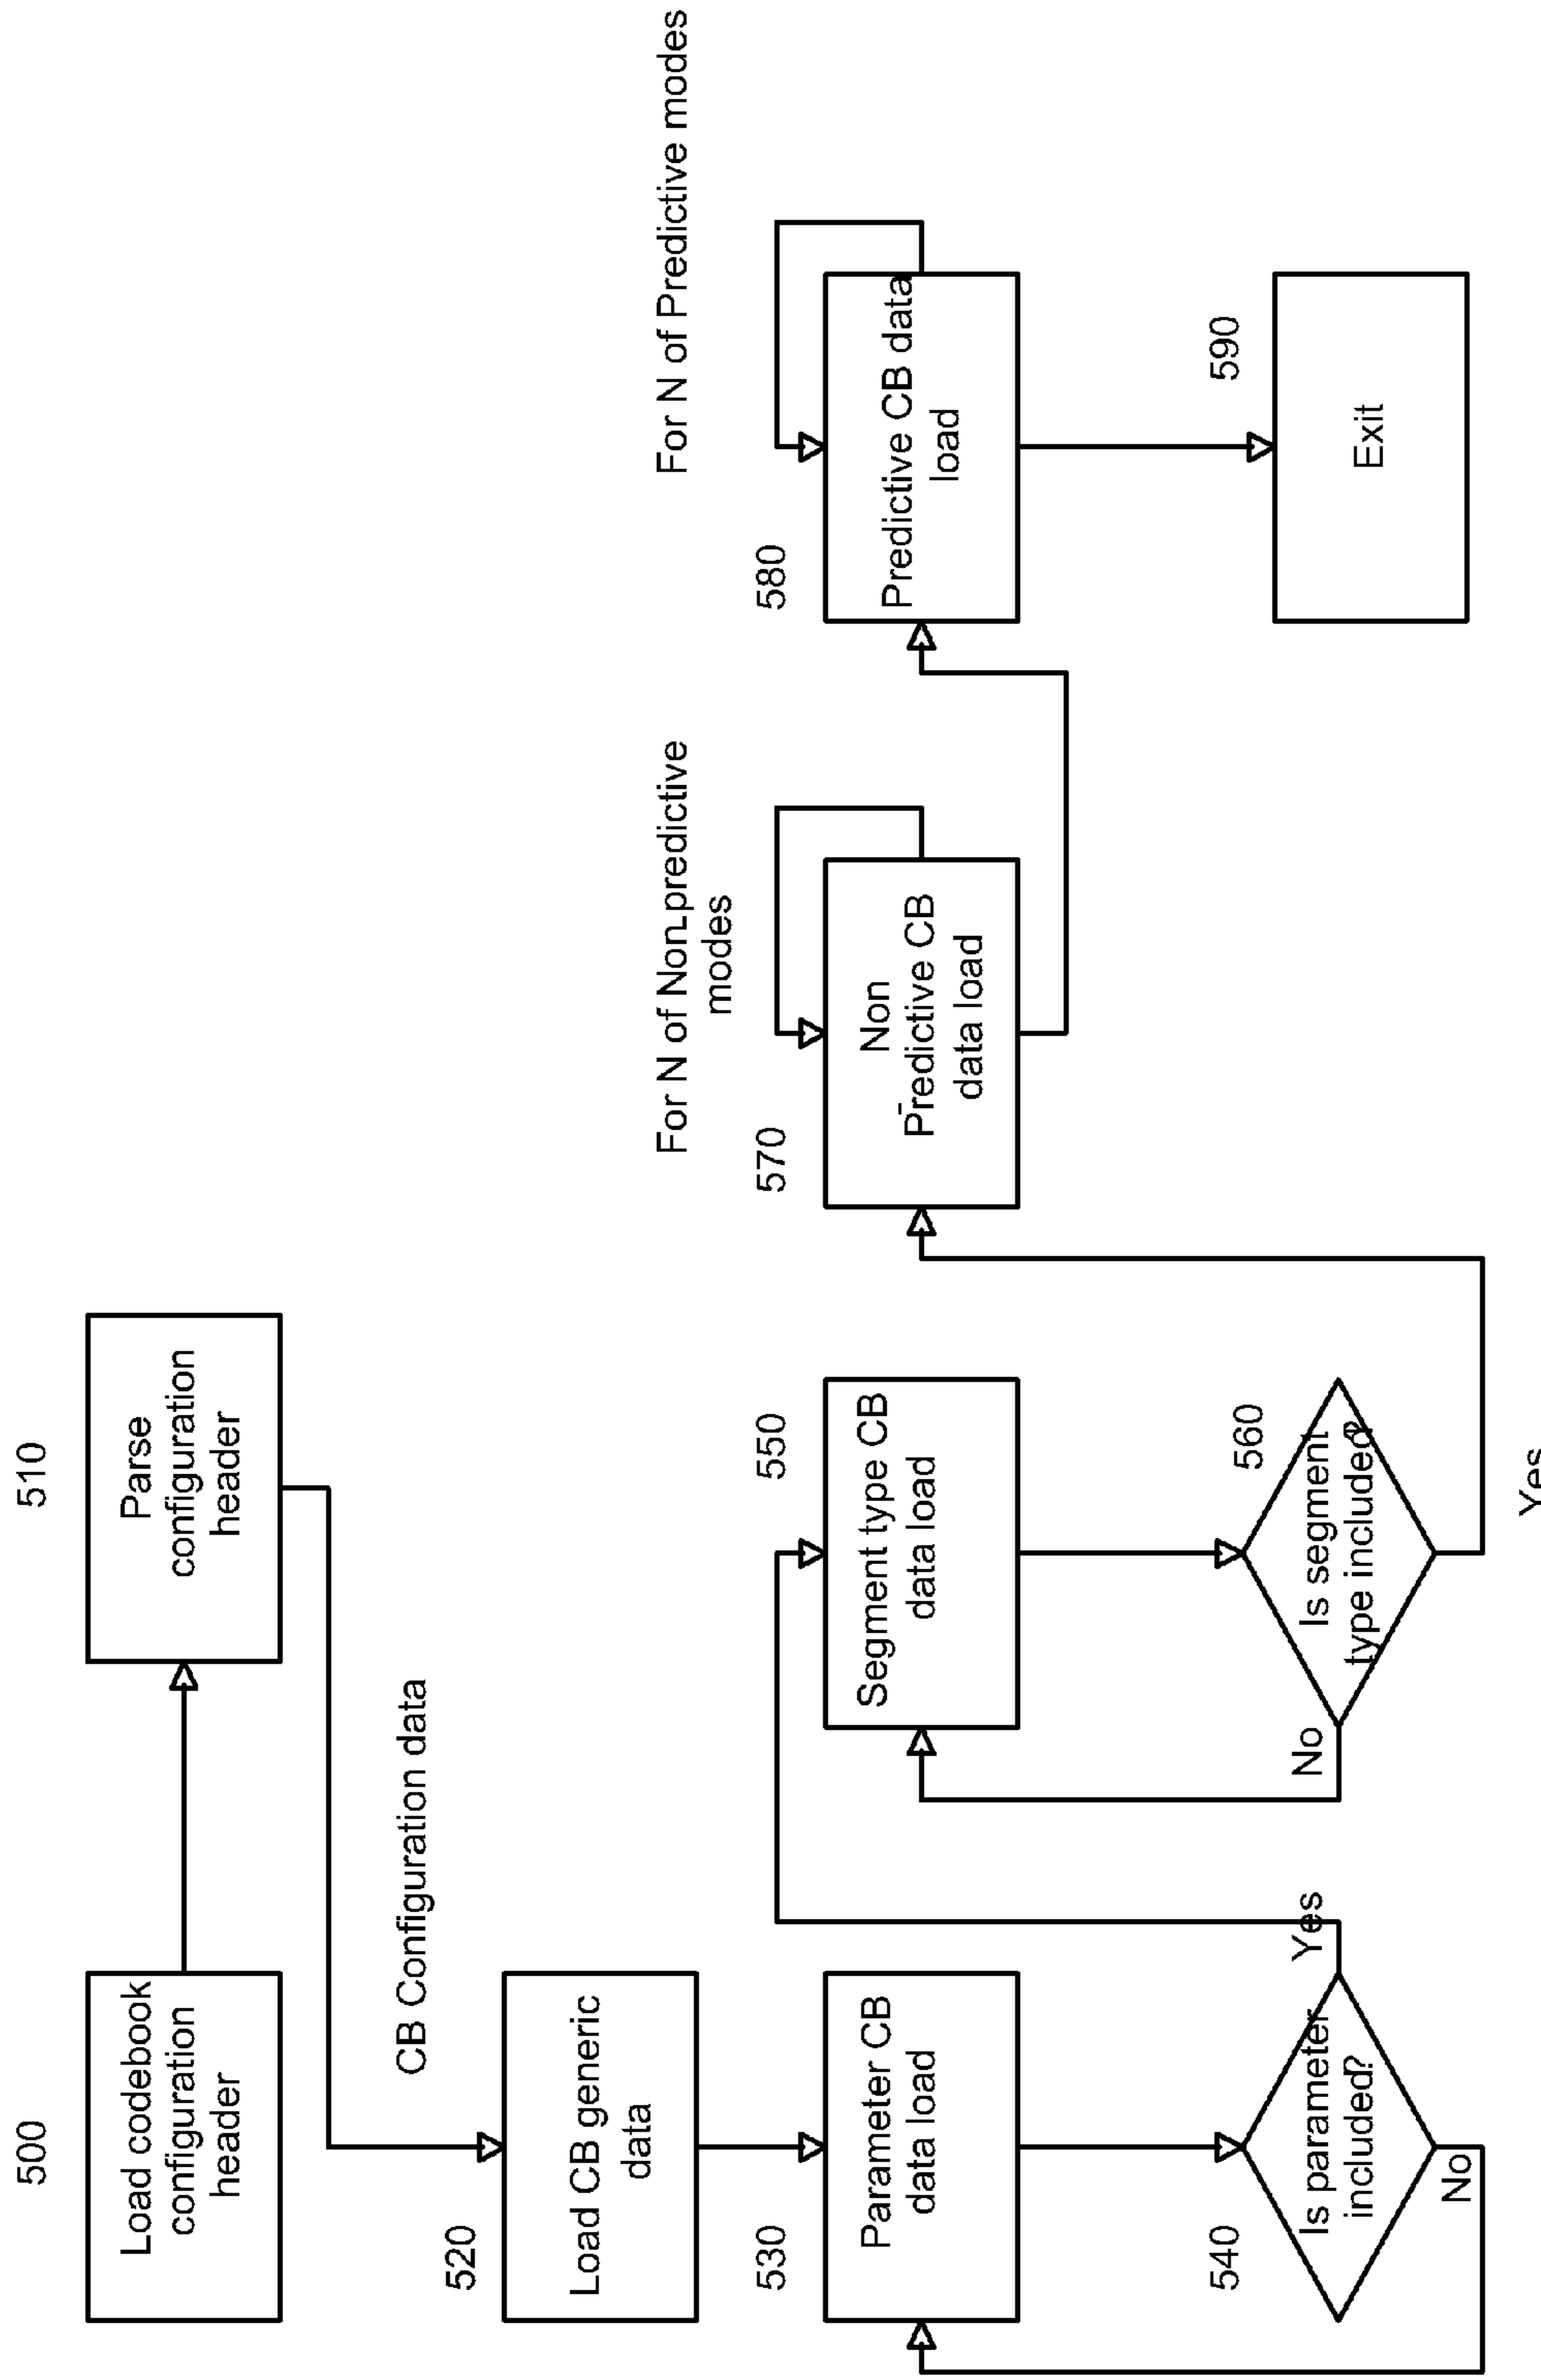 500
Load codebook
configuration
header
510
Parse
configuration
header
CB Configuration data
520
Load CB generic
data
530
Parameter CB
data load
540
Is parameter
included?
Yes
No
550
Segment type CB
data load
560
Is segment
type included?
No
Yes
For N of Non-predictive
modes
570
Non
-
Predictive CB
data load
For N of Predictive modes
580
Predictive CB data
load
590
Exit